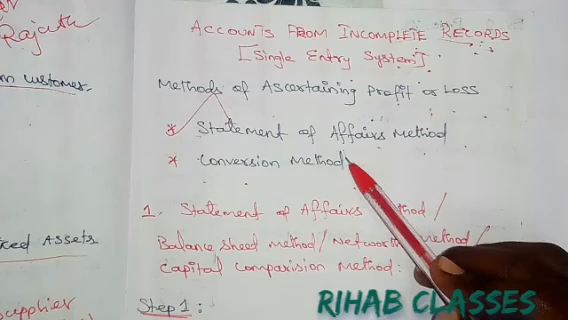 Rajath
Accounts From Incomplete Records
[Single Entry System]
om customer.
Methods of Ascertaining Profit or Loss
* Statement of Affairs Method
* Conversion Method
1. Statement of Affairs Method /
Balance sheet method / Networth method /
Capital comparision method:
Assets
supplier
Step 1:
RIHAB CLASSES